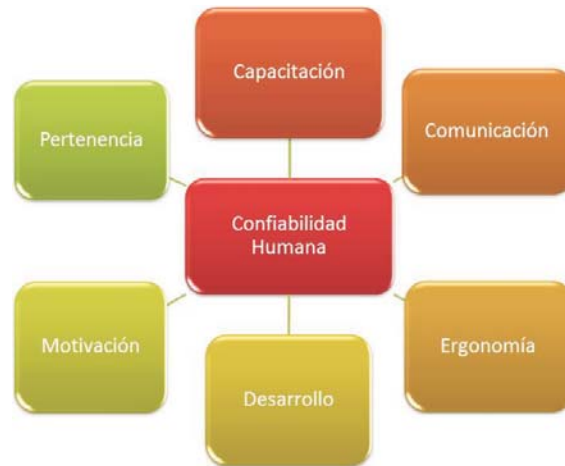 Capacitación
Pertenencia
Comunicación
Confiabilidad
Humana
Motivación
Ergonomía
Desarrollo